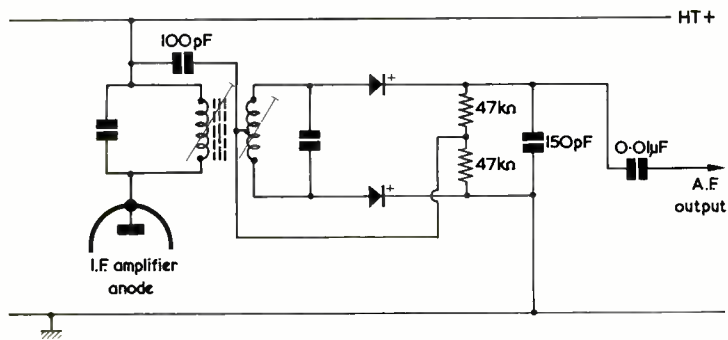 HT+
100pF
+
47kΩ
47kΩ
150pF
0·01µF
A.F.
output
+
I.F. amplifier
anode